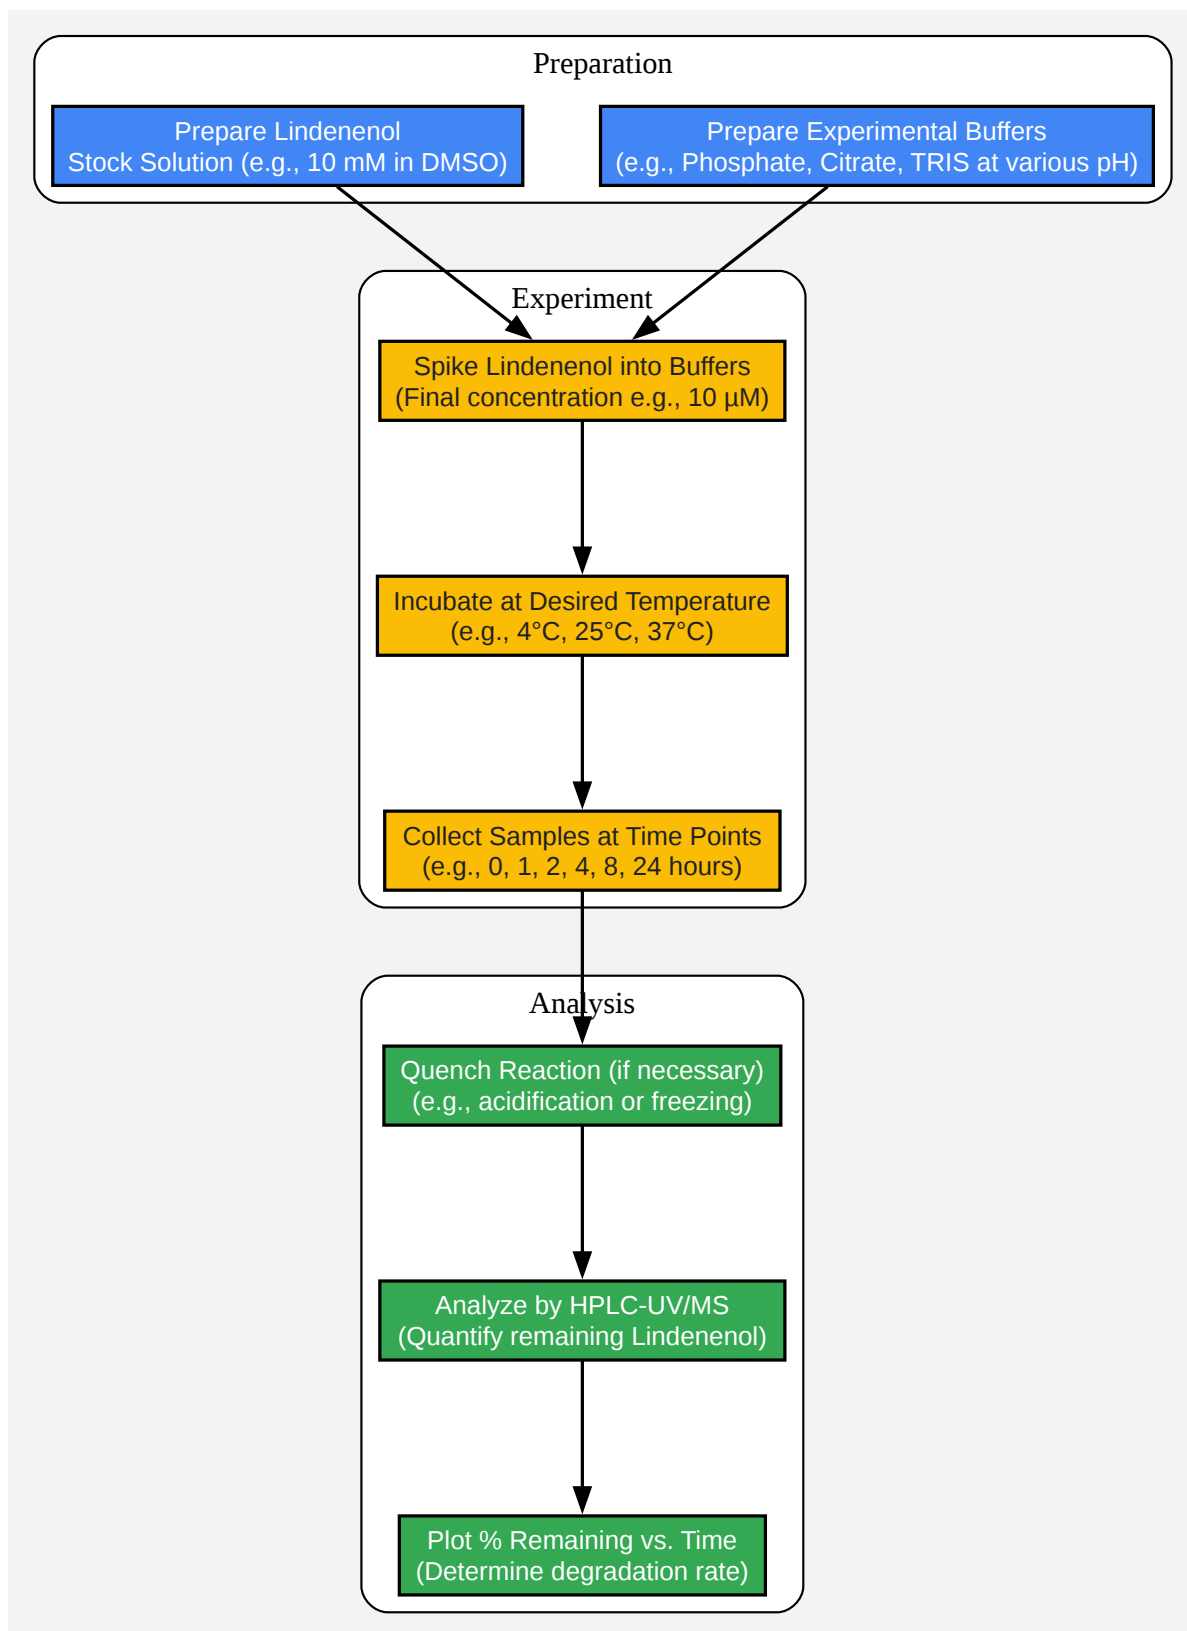 Preparation
Prepare Lindenenol
Stock Solution (e.g., 10 mM in DMSO)
Prepare Experimental Buffers
(e.g., Phosphate, Citrate, TRIS at various pH)
Experiment
Spike Lindenenol into Buffers
(Final concentration e.g., 10 µM)
Incubate at Desired Temperature
(e.g., 4°C, 25°C, 37°C)
Collect Samples at Time Points
(e.g., 0, 1, 2, 4, 8, 24 hours)
Analysis
Quench Reaction (if necessary)
(e.g., acidification or freezing)
Analyze by HPLC-UV/MS
(Quantify remaining Lindenenol)
Plot % Remaining vs. Time
(Determine degradation rate)